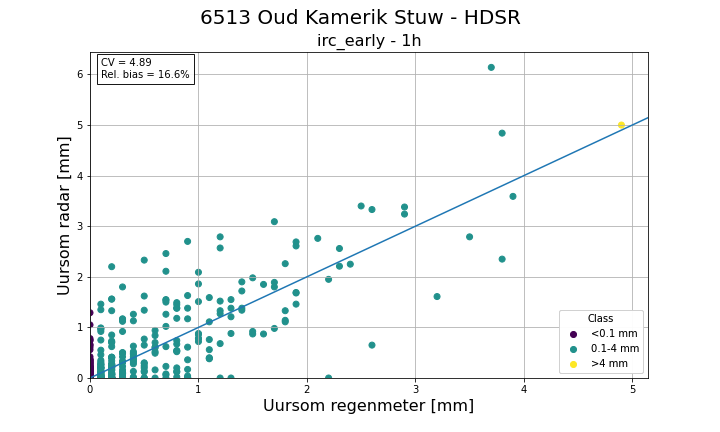 6513 Oud Kamerik Stuw - HDSR
irc_early - 1h
CV = 4.89
Rel. bias = 16.6%
Uursom radar [mm]
6
5
4
3
2
1
0
0
1
2
3
4
5
Uursom regenmeter [mm]
Class
<0.1 mm
0.1-4 mm
>4 mm